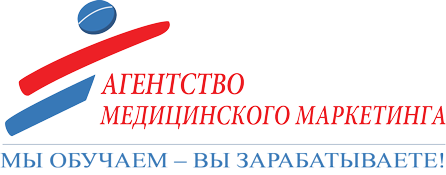 АГЕНТСТВО
МЕДИЦИНСКОГО МАРКЕТИНГА
МЫ ОБУЧАЕМ – ВЫ ЗАРАБАТЫВАЕТЕ!